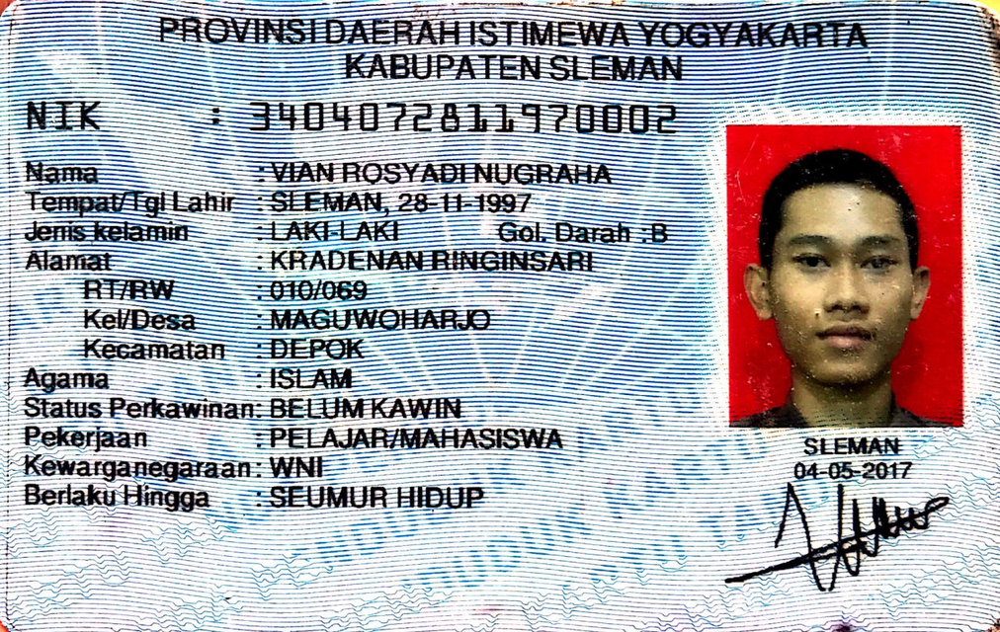 PROVINSI DAERAH ISTIMEWA YOGYAKARTA
KABUPATEN SLEMAN
NIK : 3404072811970002
Nama : VIAN ROSYADI NUGRAHA
Tempat/Tgl Lahir : SLEMAN, 28-11-1997
Jenis kelamin : LAKI-LAKI Gol. Darah : B
Alamat : KRADENAN RINGINSARI
RT/RW : 010/069
Kel/Desa : MAGUWOHARJO
Kecamatan : DEPOK
Agama : ISLAM
Status Perkawinan: BELUM KAWIN
Pekerjaan : PELAJAR/MAHASISWA
Kewarganegaraan: WNI
Berlaku Hingga : SEUMUR HIDUP
SLEMAN
04-05-2017